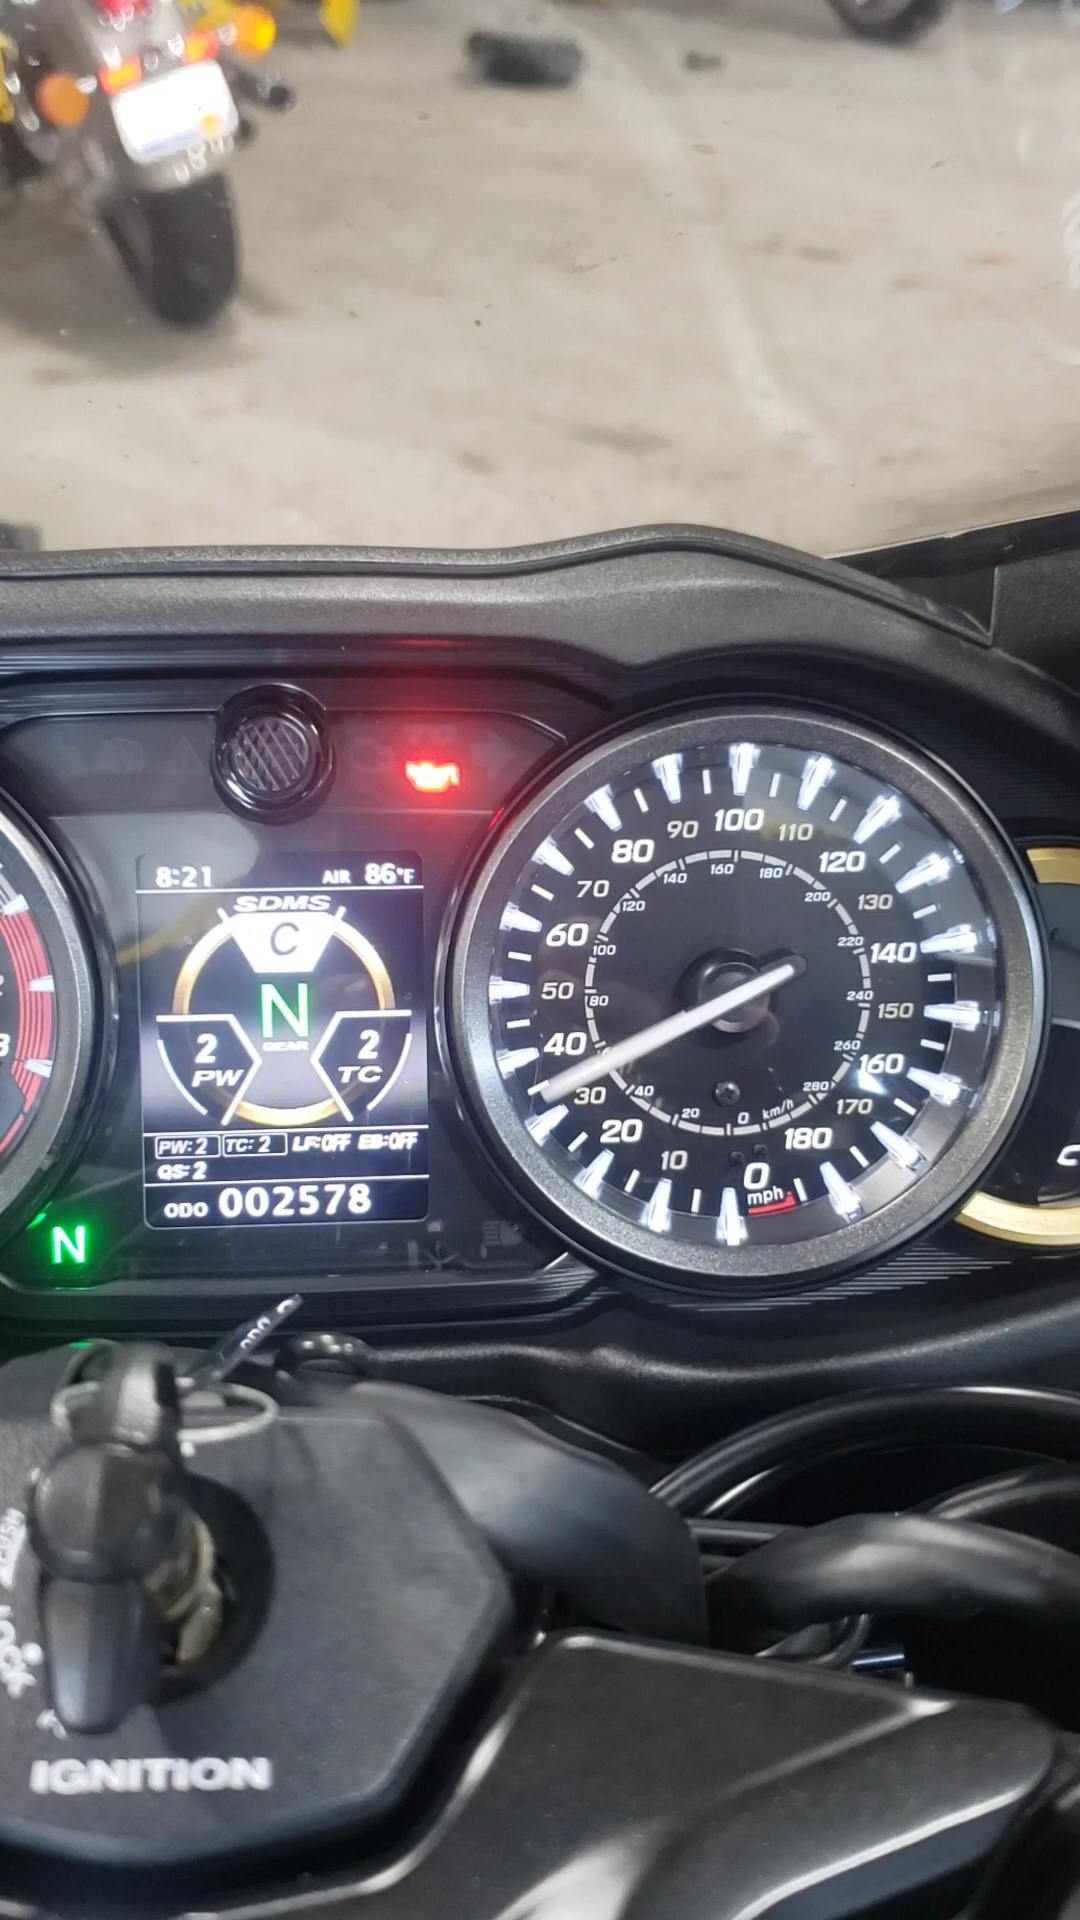 8:21 AIR 86°F
SDMS
C
N
GEAR
2 PW
2 TC
PW:2 TC:2 LF:OFF EB:OFF
QS:2
ODO 002578
N
0 10 20 30 40 50 60 70 80 90 100 110 120 130 140 150 160 170 180
mph
0 20 40 80 100 120 140 160 180 200 220 240 260 280
km/h
PUSH
IGNITION